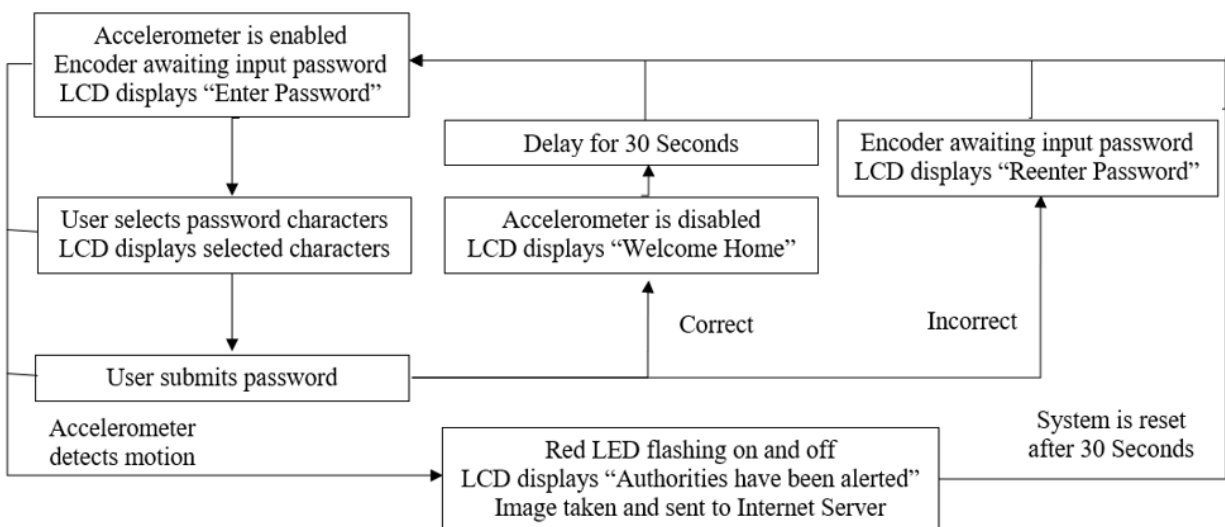 Accelerometer is enabled
Encoder awaiting input password
LCD displays “Enter Password”
Delay for 30 Seconds
Encoder awaiting input password
LCD displays “Reenter Password”
User selects password characters
LCD displays selected characters
Accelerometer is disabled
LCD displays “Welcome Home”
Correct
Incorrect
User submits password
Accelerometer
detects motion
System is reset
after 30 Seconds
Red LED flashing on and off
LCD displays “Authorities have been alerted”
Image taken and sent to Internet Server